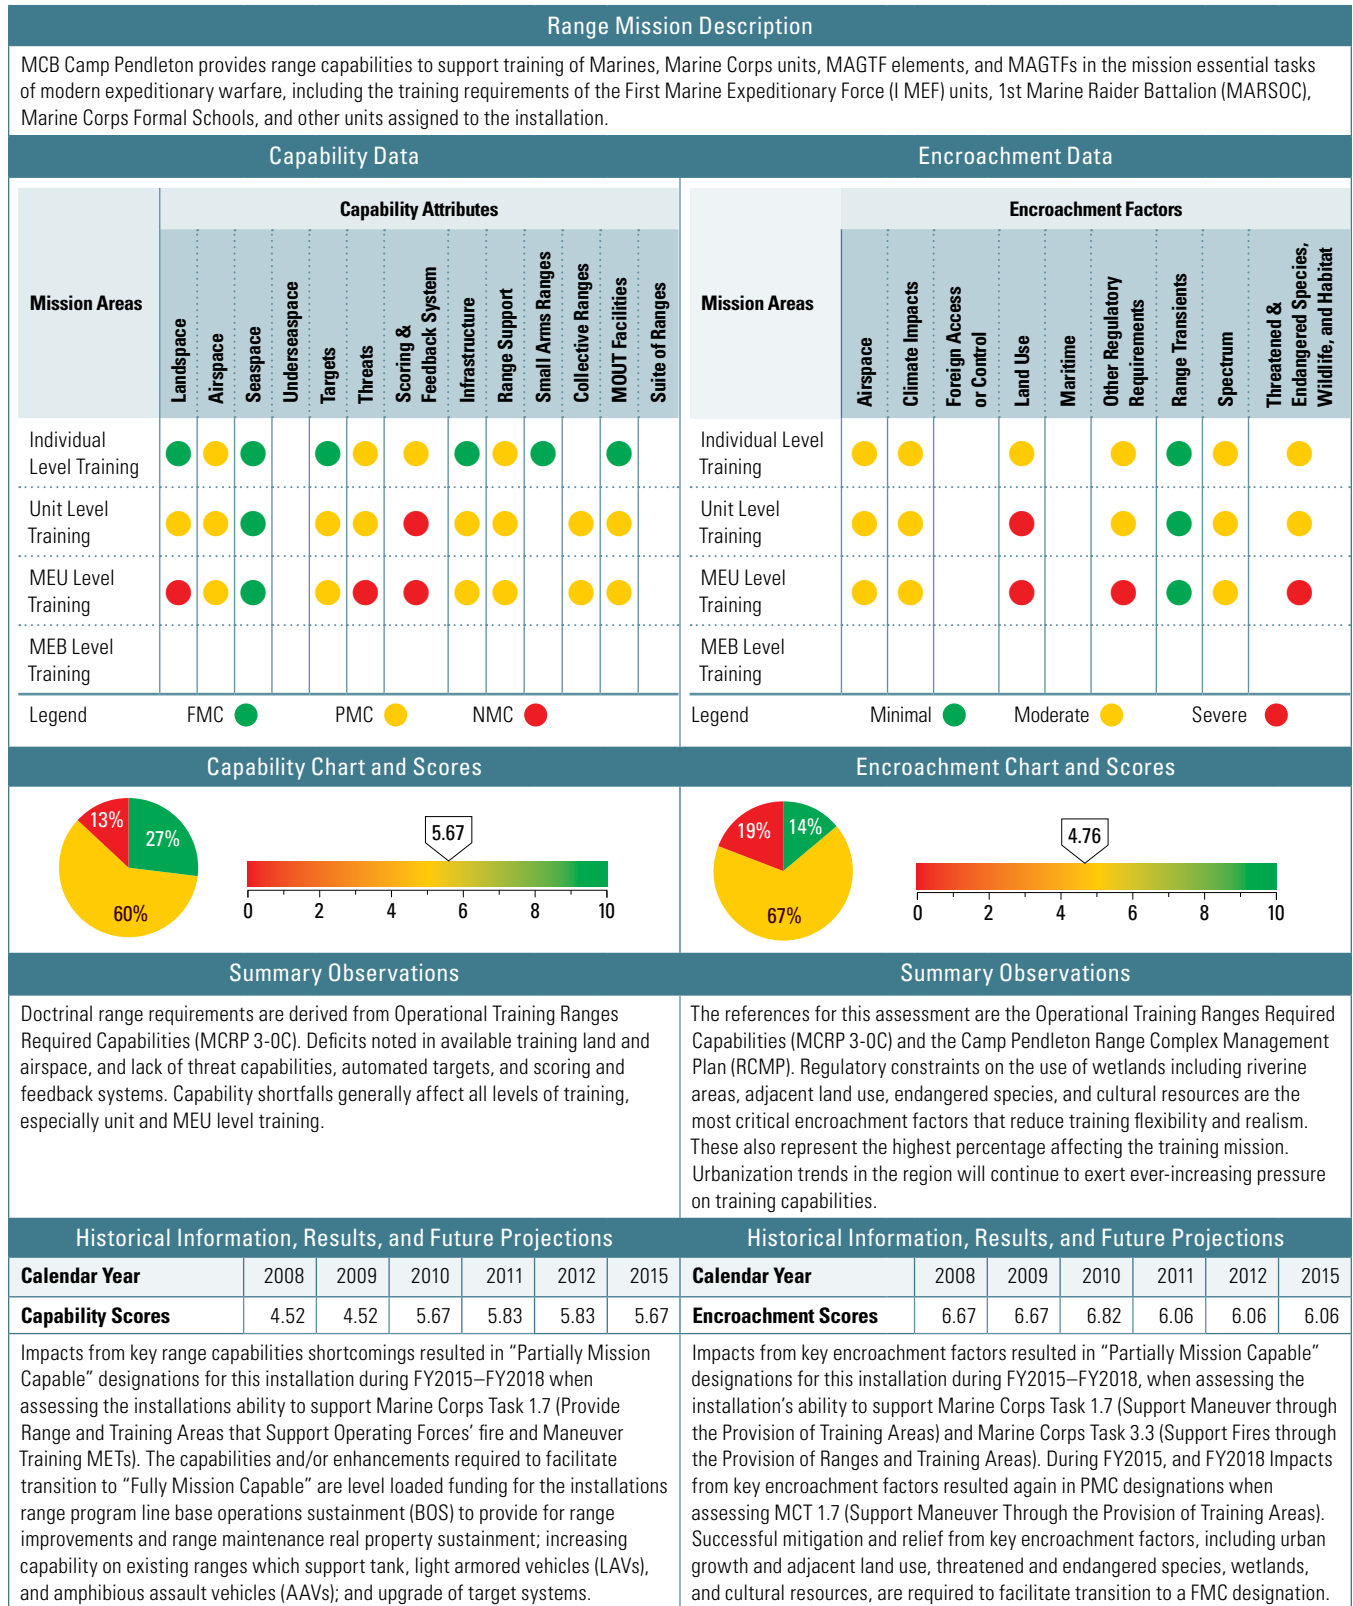 Range Mission Description
MCB Camp Pendleton provides range capabilities to support training of Marines, Marine Corps units, MAGTF elements, and MAGTFs in the mission essential tasks
of modern expeditionary warfare, including the training requirements of the First Marine Expeditionary Force (I MEF) units, 1st Marine Raider Battalion (MARSOC),
Marine Corps Formal Schools, and other units assigned to the installation.
Capability Data
Mission Areas
Capability Attributes
Landspace
Airspace
Seaspace
Underseaspace
Targets
Threats
Scoring &
Feedback System
Infrastructure
Range Support
Small Arms Ranges
Collective Ranges
MOUT Facilities
Suite of Ranges
Individual
Level Training
Unit Level
Training
MEU Level
Training
MEB Level
Training
Legend FMC PMC NMC
Encroachment Data
Mission Areas
Encroachment Factors
Airspace
Climate Impacts
Foreign Access
or Control
Land Use
Maritime
Other Regulatory
Requirements
Range Transients
Spectrum
Threatened &
Endangered Species,
Wildlife, and Habitat
Individual Level
Training
Unit Level
Training
MEU Level
Training
MEB Level
Training
Legend Minimal Moderate Severe
Capability Chart and Scores
13%
27%
60%
5.67
0 2 4 6 8 10
Encroachment Chart and Scores
19%
14%
67%
4.76
0 2 4 6 8 10
Summary Observations
Doctrinal range requirements are derived from Operational Training Ranges
Required Capabilities (MCRP 3-0C). Deficits noted in available training land and
airspace, and lack of threat capabilities, automated targets, and scoring and
feedback systems. Capability shortfalls generally affect all levels of training,
especially unit and MEU level training.
Summary Observations
The references for this assessment are the Operational Training Ranges Required
Capabilities (MCRP 3-0C) and the Camp Pendleton Range Complex Management
Plan (RCMP). Regulatory constraints on the use of wetlands including riverine
areas, adjacent land use, endangered species, and cultural resources are the
most critical encroachment factors that reduce training flexibility and realism.
These also represent the highest percentage affecting the training mission.
Urbanization trends in the region will continue to exert ever-increasing pressure
on training capabilities.
Historical Information, Results, and Future Projections
Calendar Year 2008 2009 2010 2011 2012 2015
Capability Scores 4.52 4.52 5.67 5.83 5.83 5.67
Impacts from key range capabilities shortcomings resulted in “Partially Mission
Capable” designations for this installation during FY2015–FY2018 when
assessing the installations ability to support Marine Corps Task 1.7 (Provide
Range and Training Areas that Support Operating Forces’ fire and Maneuver
Training METs). The capabilities and/or enhancements required to facilitate
transition to “Fully Mission Capable” are level loaded funding for the installations
range program line base operations sustainment (BOS) to provide for range
improvements and range maintenance real property sustainment; increasing
capability on existing ranges which support tank, light armored vehicles (LAVs),
and amphibious assault vehicles (AAVs); and upgrade of target systems.
Historical Information, Results, and Future Projections
Calendar Year 2008 2009 2010 2011 2012 2015
Encroachment Scores 6.67 6.67 6.82 6.06 6.06 6.06
Impacts from key encroachment factors resulted in “Partially Mission Capable”
designations for this installation during FY2015–FY2018, when assessing the
installation’s ability to support Marine Corps Task 1.7 (Support Maneuver through
the Provision of Training Areas) and Marine Corps Task 3.3 (Support Fires through
the Provision of Ranges and Training Areas). During FY2015, and FY2018 Impacts
from key encroachment factors resulted again in PMC designations when
assessing MCT 1.7 (Support Maneuver Through the Provision of Training Areas).
Successful mitigation and relief from key encroachment factors, including urban
growth and adjacent land use, threatened and endangered species, wetlands,
and cultural resources, are required to facilitate transition to a FMC designation.